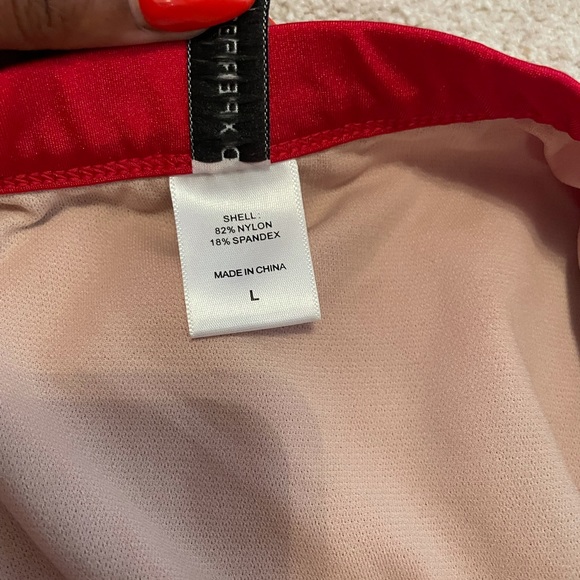 SHELL :
82% NYLON
18% SPANDEX
MADE IN CHINA
L